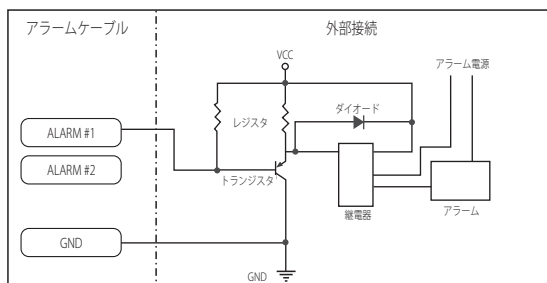 アラームケーブル
外部接続
VCC
アラーム電源
ダイオード
レジスタ
ALARM #1
ALARM #2
トランジスタ
アラーム
継電器
GND
GND